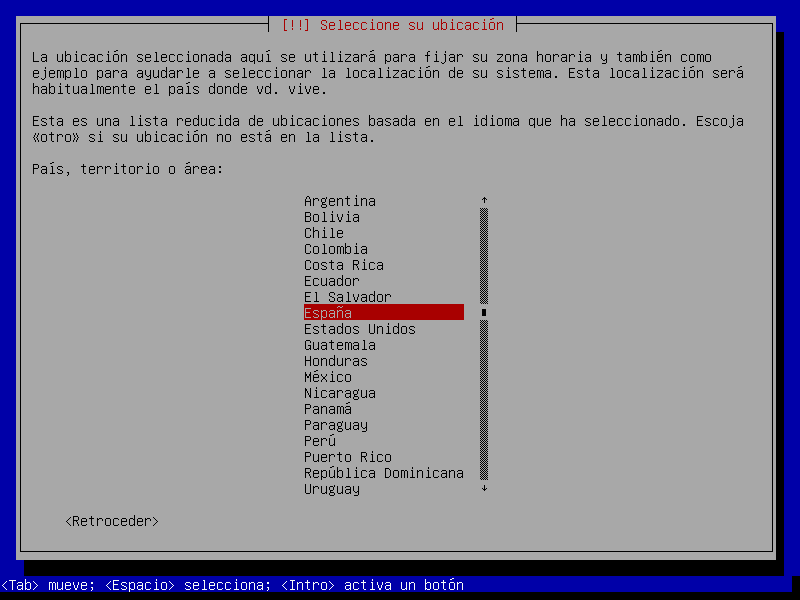 [!!] Seleccione su ubicación
La ubicación seleccionada aquí se utilizará para fijar su zona horaria y también como
ejemplo para ayudarle a seleccionar la localización de su sistema. Esta localización será
habitualmente el país donde vd. vive.
Esta es una lista reducida de ubicaciones basada en el idioma que ha seleccionado. Escoja
«otro» si su ubicación no está en la lista.
País, territorio o área:
Argentina
Bolivia
Chile
Colombia
Costa Rica
Ecuador
El Salvador
España
Estados Unidos
Guatemala
Honduras
México
Nicaragua
Panamá
Paraguay
Perú
Puerto Rico
República Dominicana
Uruguay
<Retroceder>
<Tab> mueve; <Espacio> selecciona; <Intro> activa un botón